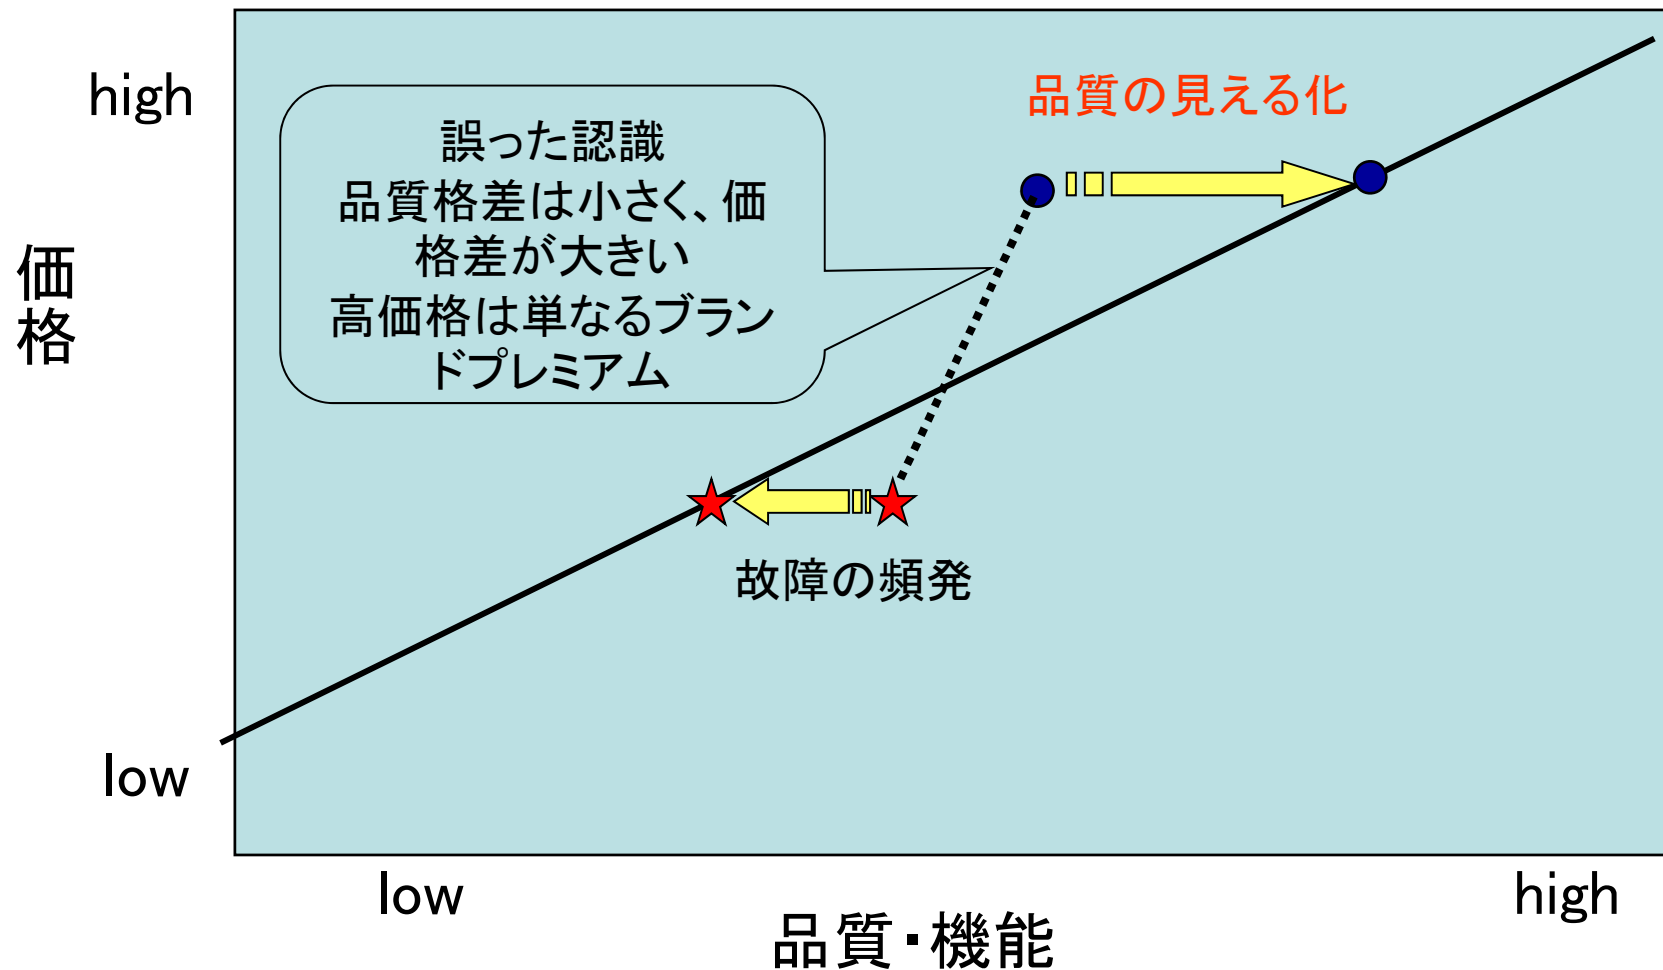 high
品質の見える化
誤った認識
品質格差は小さく、価
格差が大きい
高価格は単なるブラン
ドプレミアム
価格
故障の頻発
low
low
high
品質・機能